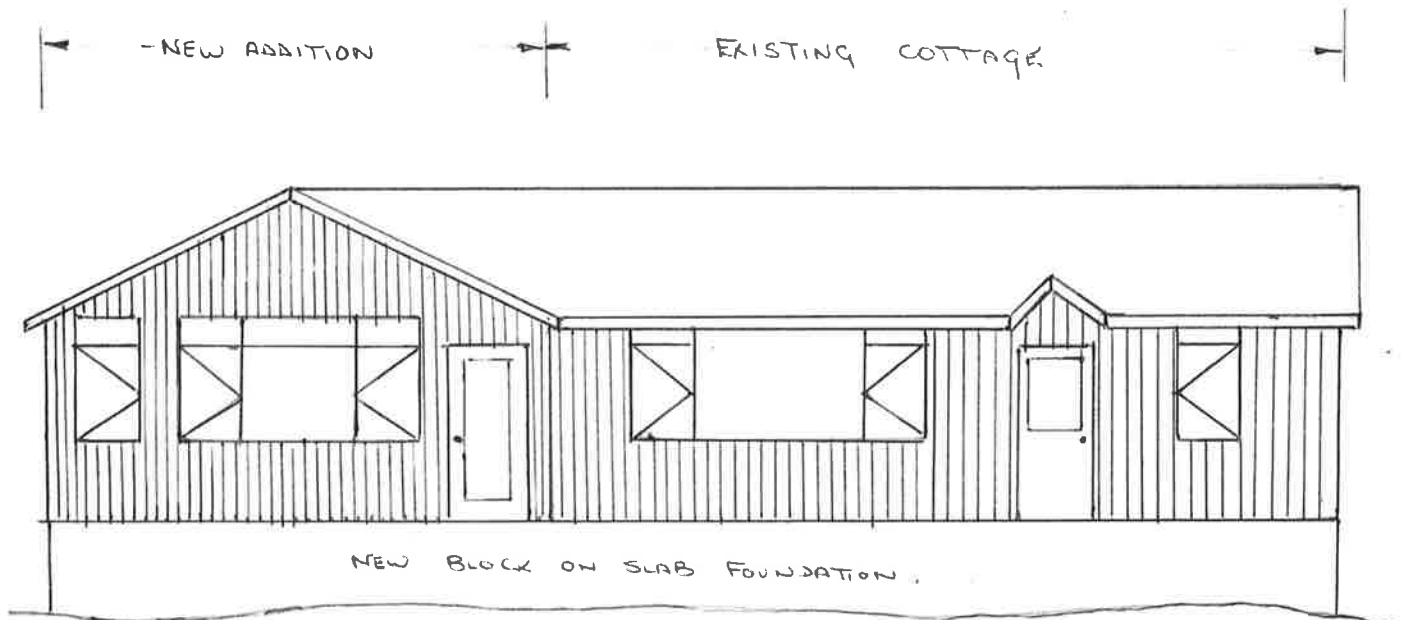 -NEW ADDITION
EXISTING COTTAGE
NEW BLOCK ON SLAB FOUNDATION.